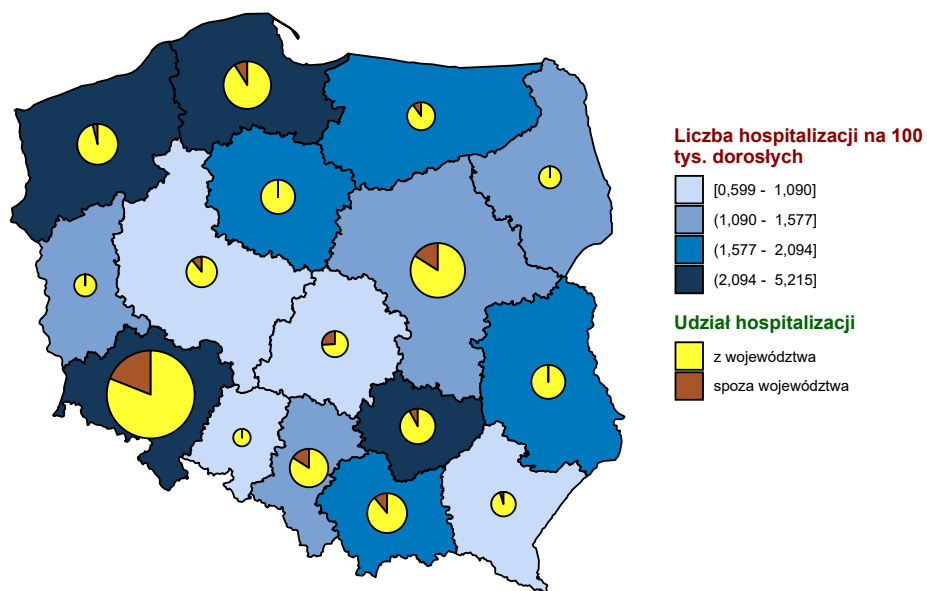 Liczba hospitalizacji na 100
tys. dorosłych
[0,599 - 1,090]
(1,090 - 1,577]
(1,577 - 2,094]
(2,094 - 5,215]
Udział hospitalizacji
z województwa
spoza województwa